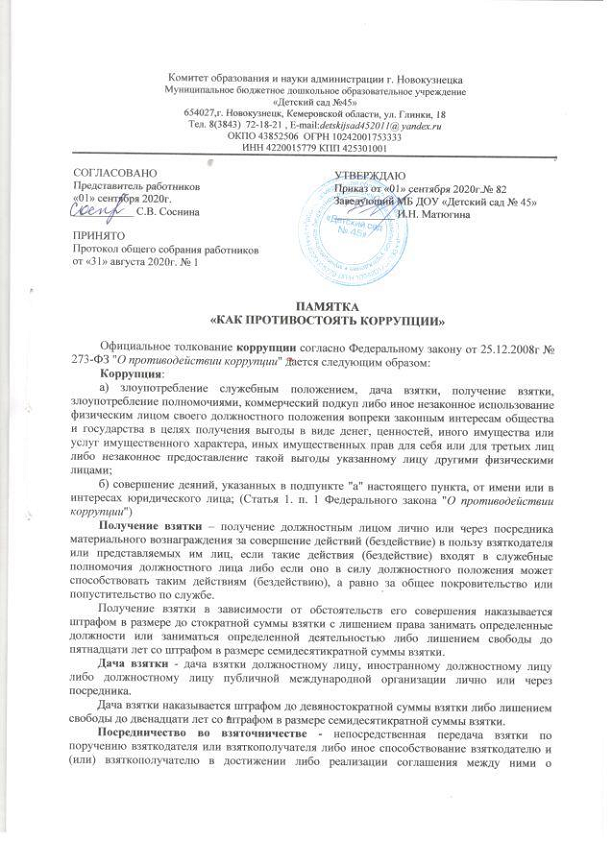 Комитет образования и науки администрации г. Новокузнецка
Муниципальное бюджетное дошкольное образовательное учреждение
«Детский сад №45»
654027,г. Новокузнецк, Кемеровской области, ул. Глинки, 18
Тел. 8(3843) 72-18-21 , E-mail:detskijsad452011@yandex.ru
ОКПО 43852506 ОГРН 10242001753333
ИНН 4220015779 КПП 425301001
СОГЛАСОВАНО
Представитель работников
«01» сентября 2020г.
С.В. Соснина
ПРИНЯТО
Протокол общего собрания работников
от «31» августа 2020г. № 1
УТВЕРЖДАЮ
Приказ от «01» сентября 2020г.№ 82
Заведующий МБ ДОУ «Детский сад № 45»
И.Н. Матюгина
«Детский сад
№ 45»
ПАМЯТКА
«КАК ПРОТИВОСТОЯТЬ КОРРУПЦИИ»
Официальное толкование коррупции согласно Федеральному закону от 25.12.2008г №
273-ФЗ "О противодействии коррупции" дается следующим образом:
Коррупция:
а) злоупотребление служебным положением, дача взятки, получение взятки,
злоупотребление полномочиями, коммерческий подкуп либо иное незаконное использование
физическим лицом своего должностного положения вопреки законным интересам общества
и государства в целях получения выгоды в виде денег, ценностей, иного имущества или
услуг имущественного характера, иных имущественных прав для себя или для третьих лиц
либо незаконное предоставление такой выгоды указанному лицу другими физическими
лицами;
б) совершение деяний, указанных в подпункте "а" настоящего пункта, от имени или в
интересах юридического лица; (Статья 1. п. 1 Федерального закона "О противодействии
коррупции")
Получение взятки – получение должностным лицом лично или через посредника
материального вознаграждения за совершение действий (бездействие) в пользу взяткодателя
или представляемых им лиц, если такие действия (бездействие) входят в служебные
полномочия должностного лица либо если оно в силу должностного положения может
способствовать таким действиям (бездействию), а равно за общее покровительство или
попустительство по службе.
Получение взятки в зависимости от обстоятельств его совершения наказывается
штрафом в размере до стократной суммы взятки с лишением права занимать определенные
должности или заниматься определенной деятельностью либо лишением свободы до
пятнадцати лет со штрафом в размере семидесятикратной суммы взятки.
Дача взятки - дача взятки должностному лицу, иностранному должностному лицу
либо должностному лицу публичной международной организации лично или через
посредника.
Дача взятки наказывается штрафом до девяностократной суммы взятки либо лишением
свободы до двенадцати лет со штрафом в размере семидесятикратной суммы взятки.
Посредничество во взяточничестве - непосредственная передача взятки по
поручению взяткодателя или взяткополучателя либо иное способствование взяткодателю и
(или) взяткополучателю в достижении либо реализации соглашения между ними о